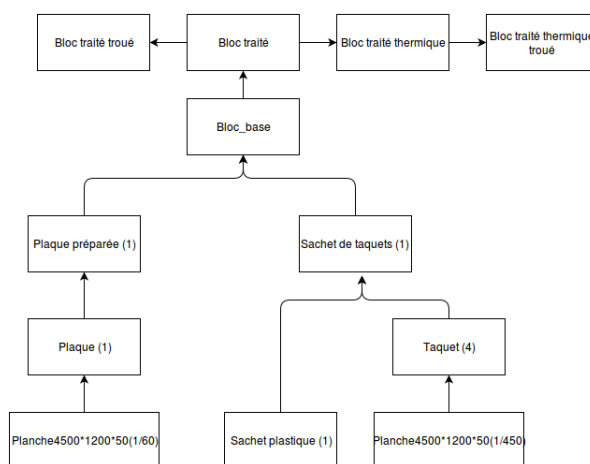 Bloc traité troué
Bloc traité
Bloc traité thermique
Bloc traité thermique
troué
Bloc_base
Plaque préparée (1)
Sachet de taquets (1)
Plaque (1)
Taquet (4)
Planche4500*1200*50(1/60)
Sachet plastique (1)
Planche4500*1200*50(1/450)